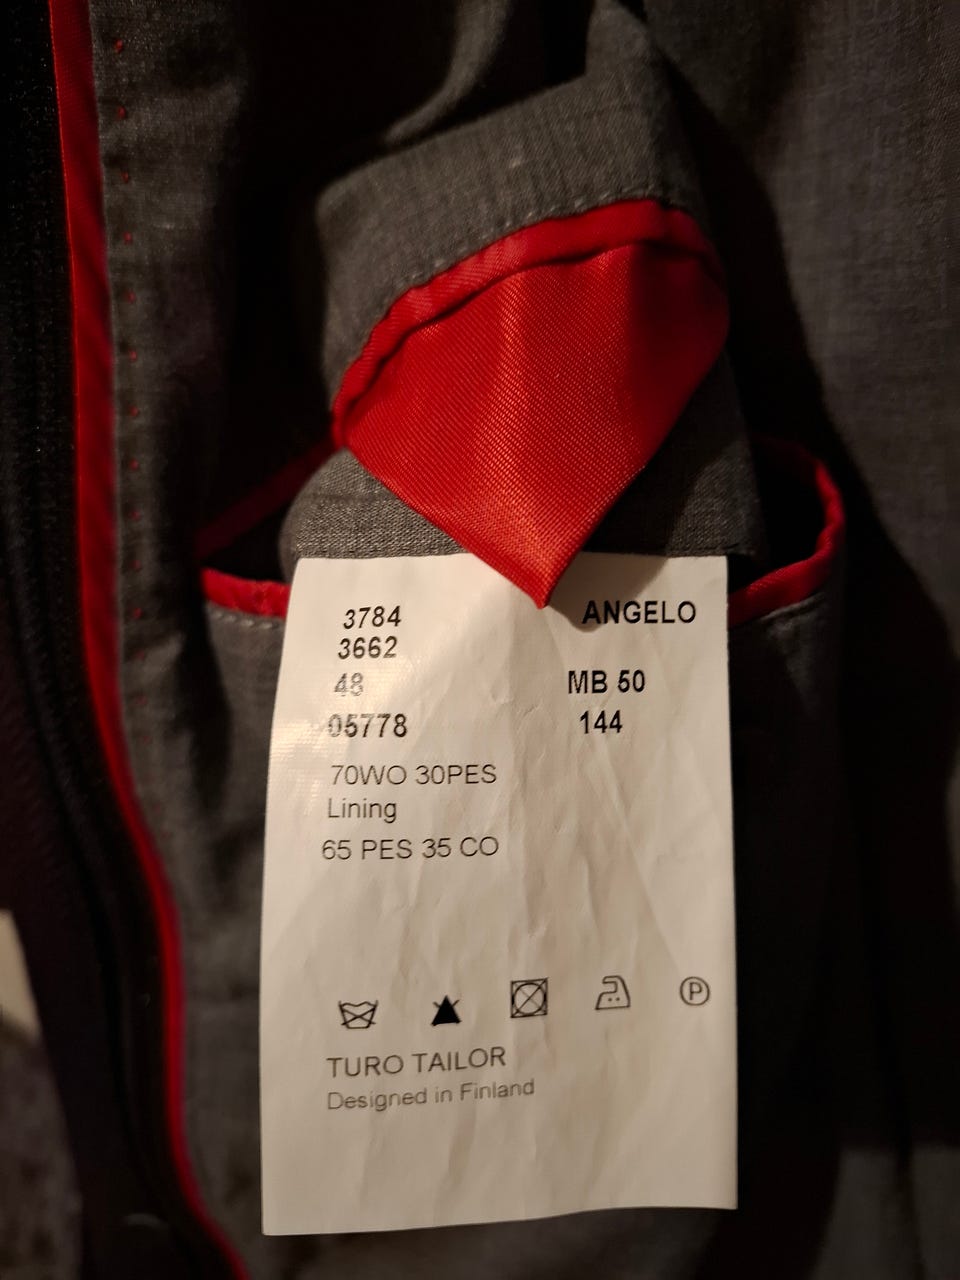 3784 ANGELO
3662
48 MB 50
05778 144
70WO 30PES
Lining
65 PES 35 CO
P
TURO TAILOR
Designed in Finland